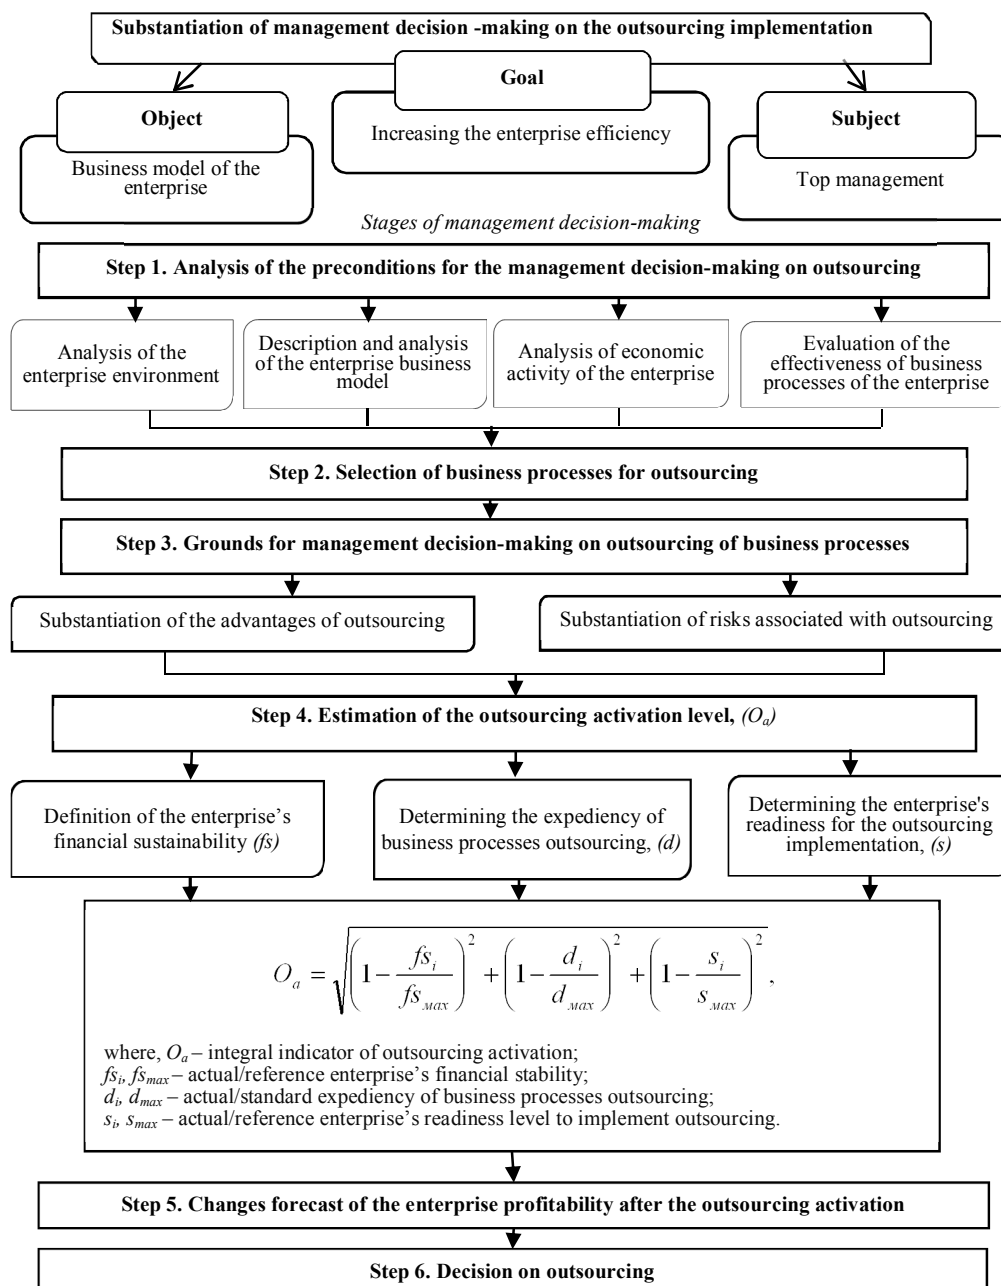 Substantiation of management decision -making on the outsourcing implementation
Goal
Increasing the enterprise efficiency
Object
Business model of the
enterprise
Subject
Top management
Stages of management decision-making
Step 1. Analysis of the preconditions for the management decision-making on outsourcing
Analysis of the
enterprise environment
Description and analysis
of the enterprise business
model
Analysis of economic
activity of the enterprise
Evaluation of the
effectiveness of business
processes of the enterprise
Step 2. Selection of business processes for outsourcing
Step 3. Grounds for management decision-making on outsourcing of business processes
Substantiation of the advantages of outsourcing
Substantiation of risks associated with outsourcing
Step 4. Estimation of the outsourcing activation level, (Oₐ)
Definition of the enterprise’s
financial sustainability (fs)
Determining the expediency of
business processes outsourcing, (d)
Determining the enterprise's
readiness for the outsourcing
implementation, (s)
Oₐ = √((1 - fsᵢ/fs_мах)² + (1 - dᵢ/d_мах)² + (1 - sᵢ/s_мах)²),
where, Oₐ – integral indicator of outsourcing activation;
fsᵢ, fs_max – actual/reference enterprise’s financial stability;
dᵢ, d_max – actual/standard expediency of business processes outsourcing;
sᵢ, s_max – actual/reference enterprise’s readiness level to implement outsourcing.
Step 5. Changes forecast of the enterprise profitability after the outsourcing activation
Step 6. Decision on outsourcing